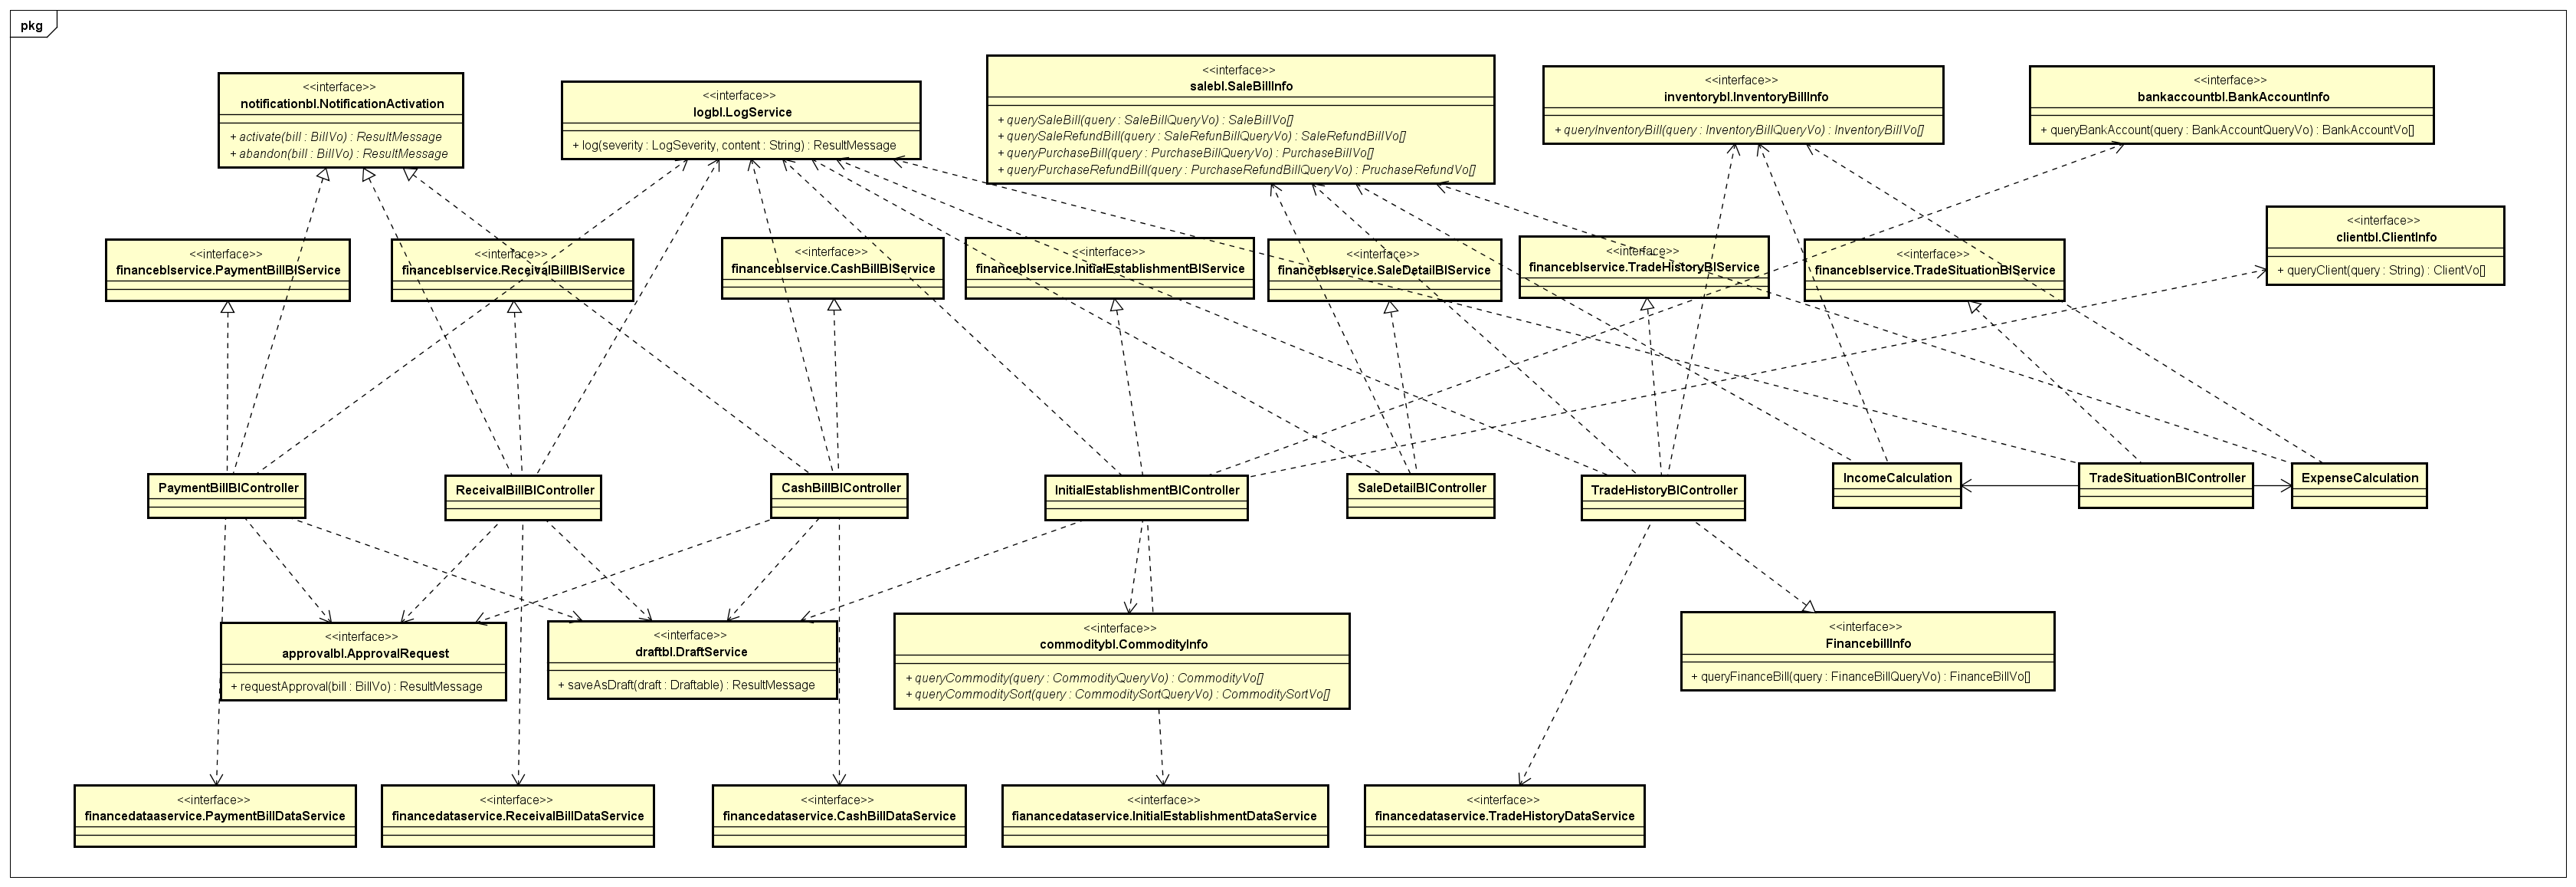 pkg
<<interface>>
notificationbl.NotificationActivation
+ activate(bill : BillVo) : ResultMessage
+ abandon(bill : BillVo) : ResultMessage
<<interface>>
logbl.LogService
+ log(severity : LogSeverity, content : String) : ResultMessage
<<interface>>
salebl.SaleBillInfo
+ querySaleBill(query : SaleBillQueryVo) : SaleBillVo[]
+ querySaleRefundBill(query : SaleRefunBillQueryVo) : SaleRefundBillVo[]
+ queryPurchaseBill(query : PurchaseBillQueryVo) : PurchaseBillVo[]
+ queryPurchaseRefundBill(query : PurchaseRefundBillQueryVo) : PruchaseRefundVo[]
<<interface>>
inventorybl.InventoryBillInfo
+ queryInventoryBill(query : InventoryBillQueryVo) : InventoryBillVo[]
<<interface>>
bankaccountbl.BankAccountInfo
+ queryBankAccount(query : BankAccountQueryVo) : BankAccountVo[]
<<interface>>
clientbl.ClientInfo
+ queryClient(query : String) : ClientVo[]
<<interface>>
financeblservice.PaymentBillBlService
<<interface>>
financeblservice.ReceivalBillBlService
<<interface>>
financeblservice.CashBillBlService
<<interface>>
financeblservice.InitialEstablishmentBlService
<<interface>>
financeblservice.SaleDetailBlService
<<interface>>
financeblservice.TradeHistoryBlService
<<interface>>
financeblservice.TradeSituationBlService
PaymentBillBlController
ReceivalBillBlController
CashBillBlController
InitialEstablishmentBlController
SaleDetailBlController
TradeHistoryBlController
IncomeCalculation
TradeSituationBlController
ExpenseCalculation
<<interface>>
approvalbl.ApprovalRequest
+ requestApproval(bill : BillVo) : ResultMessage
<<interface>>
draftbl.DraftService
+ saveAsDraft(draft : Draftable) : ResultMessage
<<interface>>
commoditybl.CommodityInfo
+ queryCommodity(query : CommodityQueryVo) : CommodityVo[]
+ queryCommoditySort(query : CommoditySortQueryVo) : CommoditySortVo[]
<<interface>>
FinancebillInfo
+ queryFinanceBill(query : FinanceBillQueryVo) : FinanceBillVo[]
<<interface>>
financedataaservice.PaymentBillDataService
<<interface>>
financedataservice.ReceivalBillDataService
<<interface>>
financedataservice.CashBillDataService
<<interface>>
fianancedataservice.InitialEstablishmentDataService
<<interface>>
financedataservice.TradeHistoryDataService